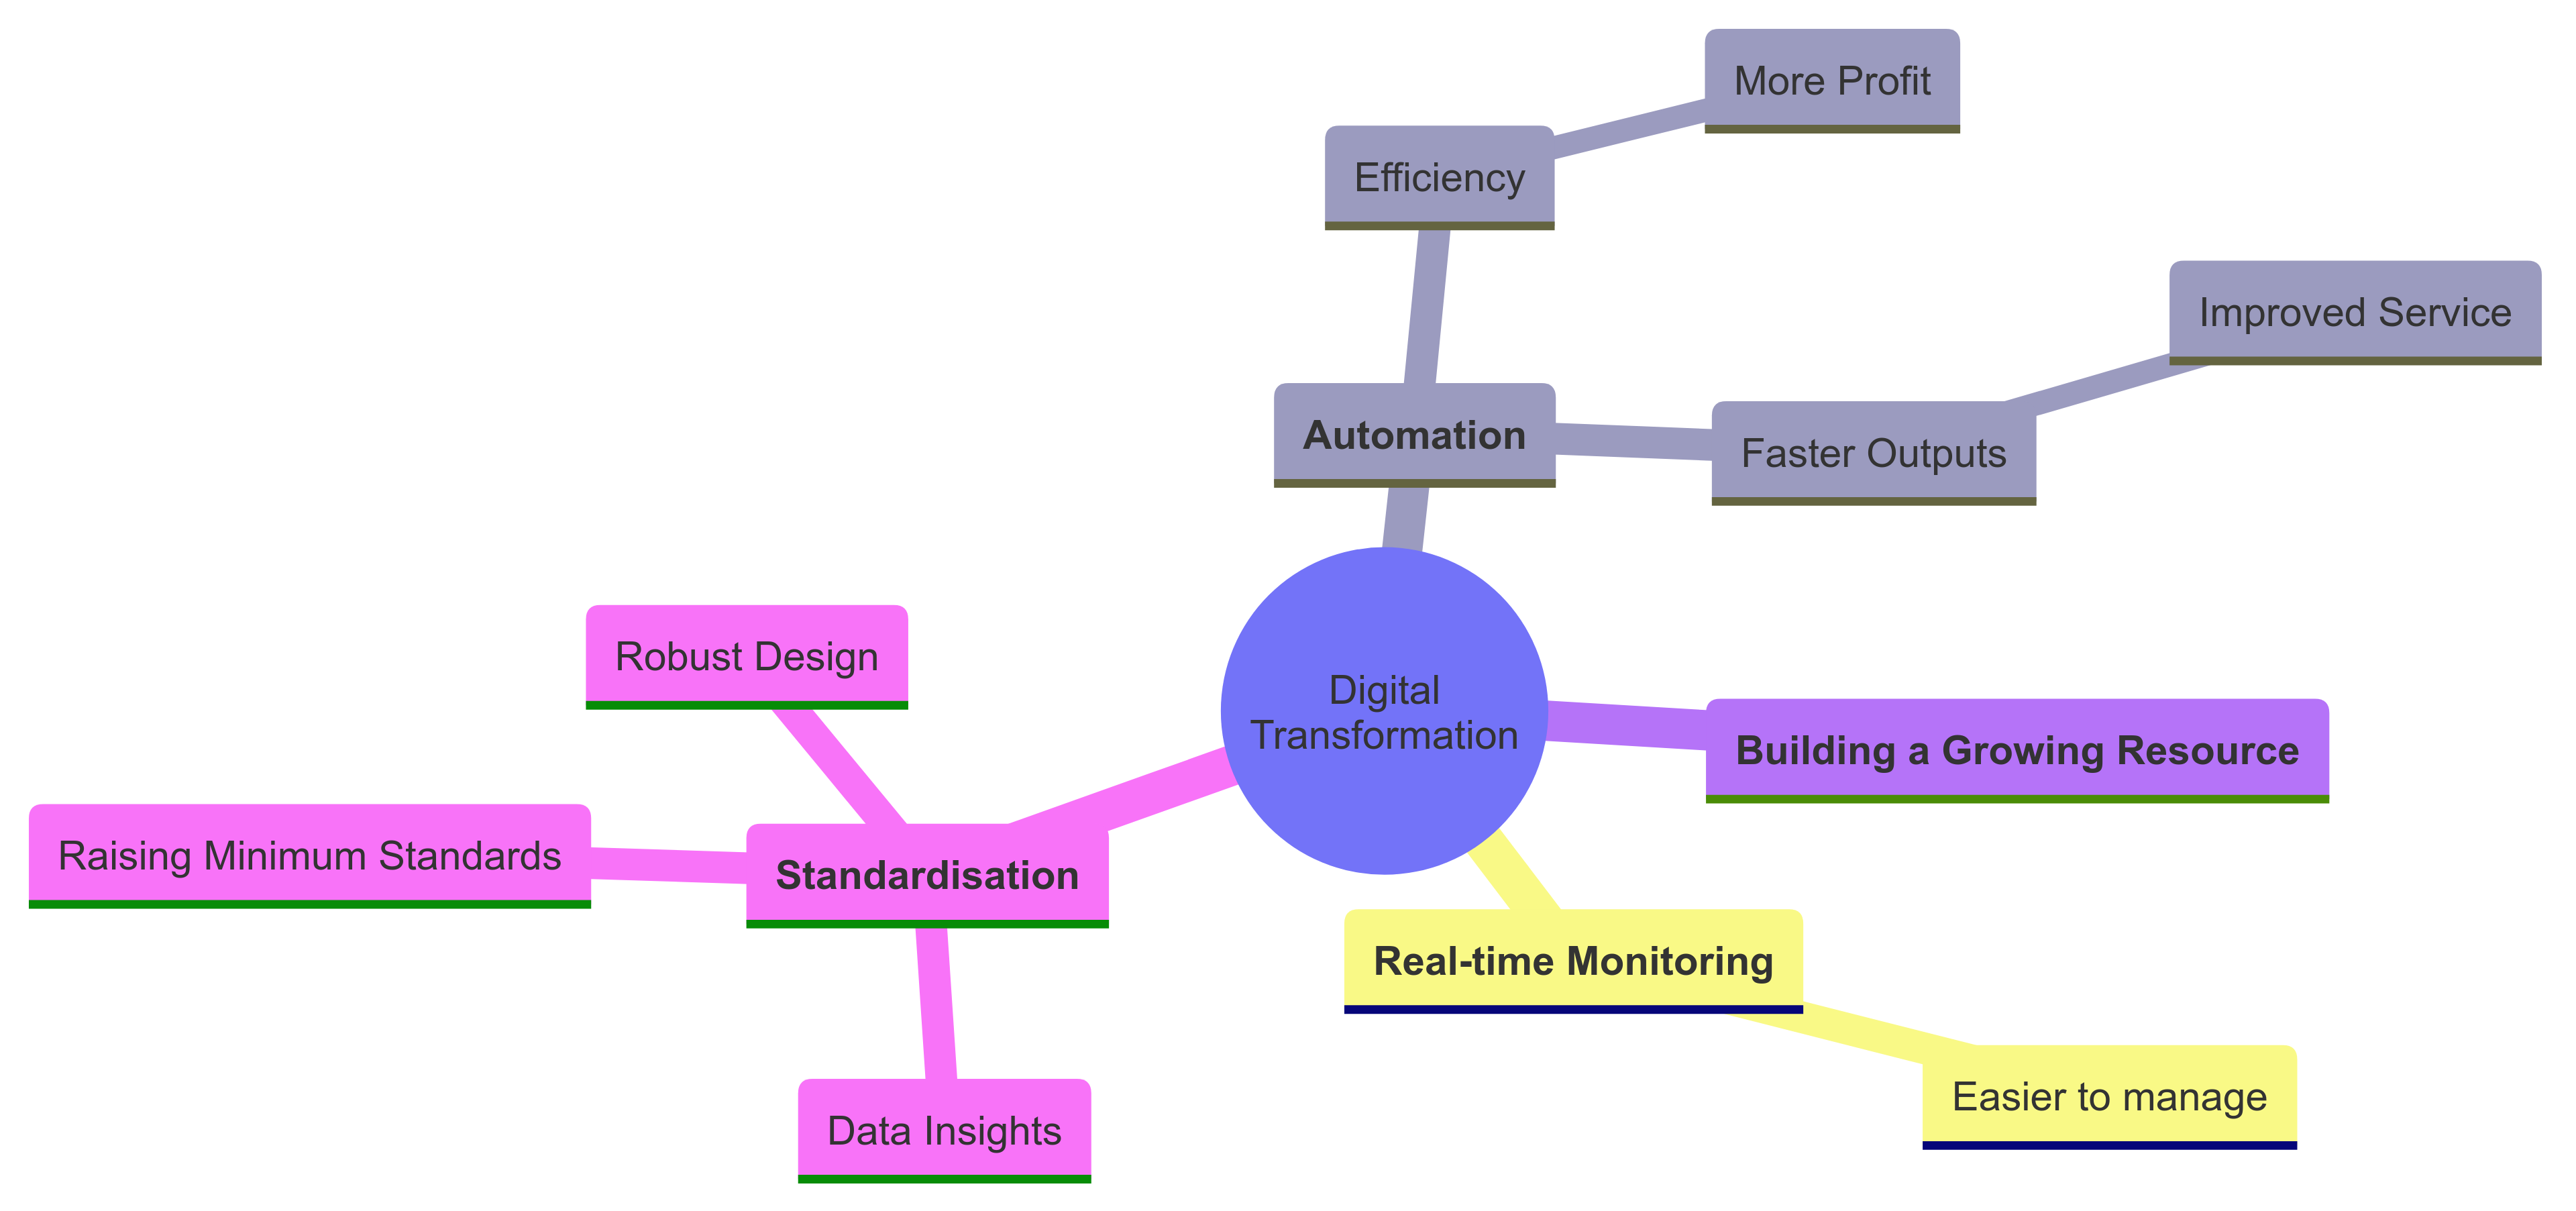 More Profit
Efficiency
Improved Service
Automation
Faster Outputs
Robust Design
Digital
Transformation
Building a Growing Resource
Raising Minimum Standards
Standardisation
Real-time Monitoring
Easier to manage
Data Insights